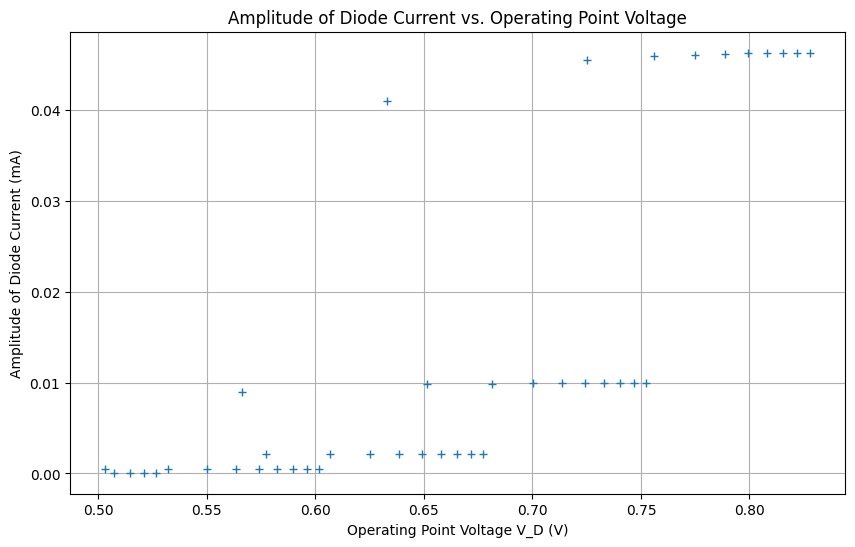 Amplitude of Diode Current vs. Operating Point Voltage
Amplitude of Diode Current (mA)
0.04
0.03
0.02
0.01
0.00
0.50 0.55 0.60 0.65 0.70 0.75 0.80
Operating Point Voltage V_D (V)